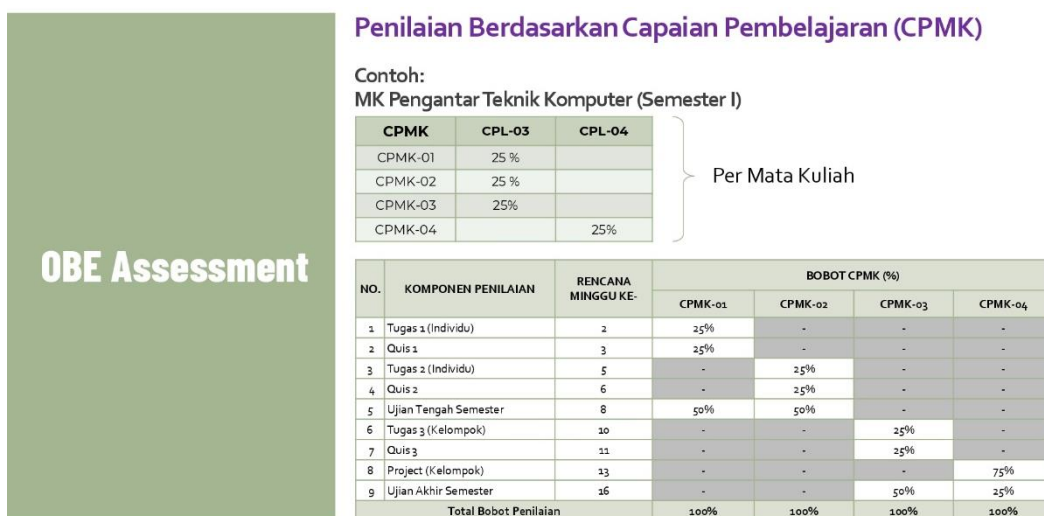 OBE Assessment
Penilaian Berdasarkan Capaian Pembelajaran (CPMK)
Contoh:
MK Pengantar Teknik Komputer (Semester I)
CPMK CPL-03 CPL-04
CPMK-01 25 %
CPMK-02 25 %
CPMK-03 25%
CPMK-04 25%
Per Mata Kuliah
NO. KOMPONEN PENILAIAN RENCANA MINGGU KE- BOBOT CPMK (%)
CPMK-01 CPMK-02 CPMK-03 CPMK-04
1 Tugas 1 (Individu) 2 25% - - -
2 Quis 1 3 25% - - -
3 Tugas 2 (Individu) 5 - 25% - -
4 Quis 2 6 - 25% - -
5 Ujian Tengah Semester 8 50% 50% - -
6 Tugas 3 (Kelompok) 10 - - 25% -
7 Quis 3 11 - - 25% -
8 Project (Kelompok) 13 - - - 75%
9 Ujian Akhir Semester 16 - - 50% 25%
Total Bobot Penilaian 100% 100% 100% 100%